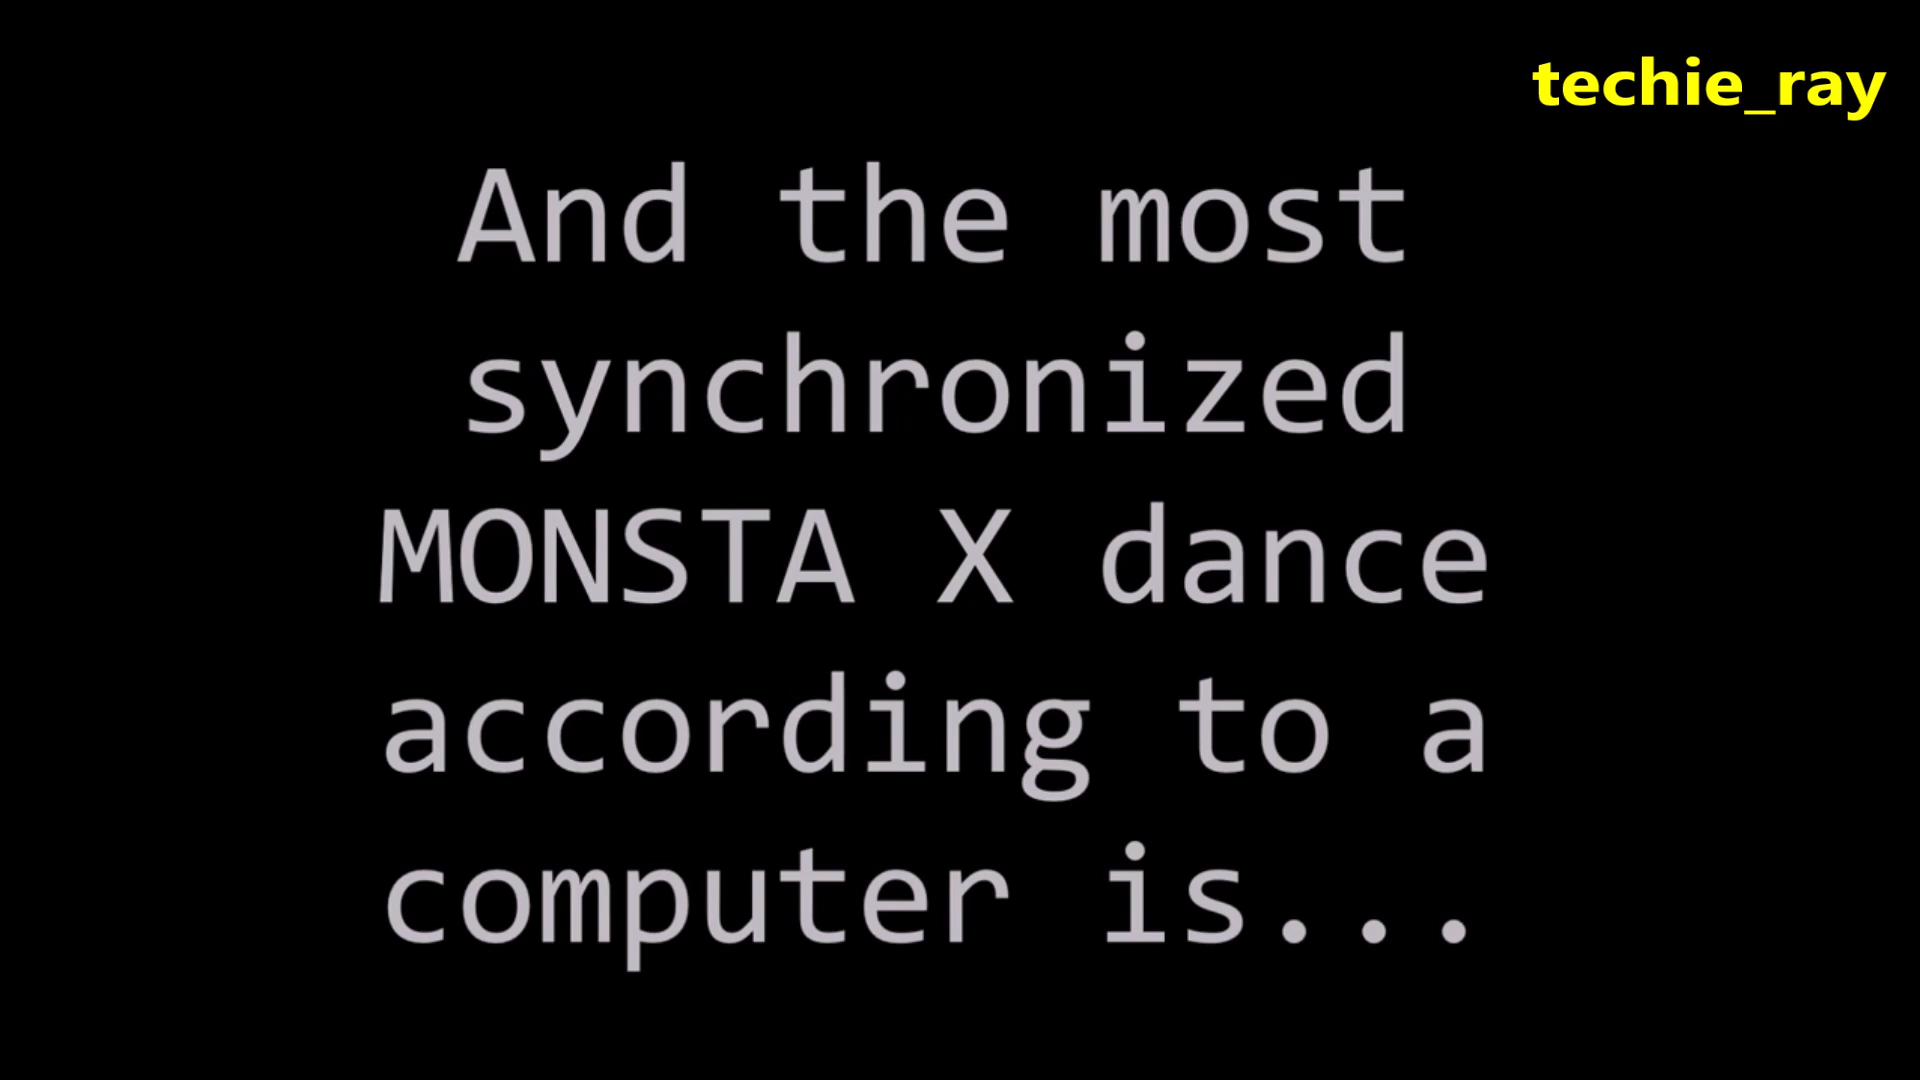 techie_ray
And the most
synchronized
MONSTA X dance
according to a
computer is...